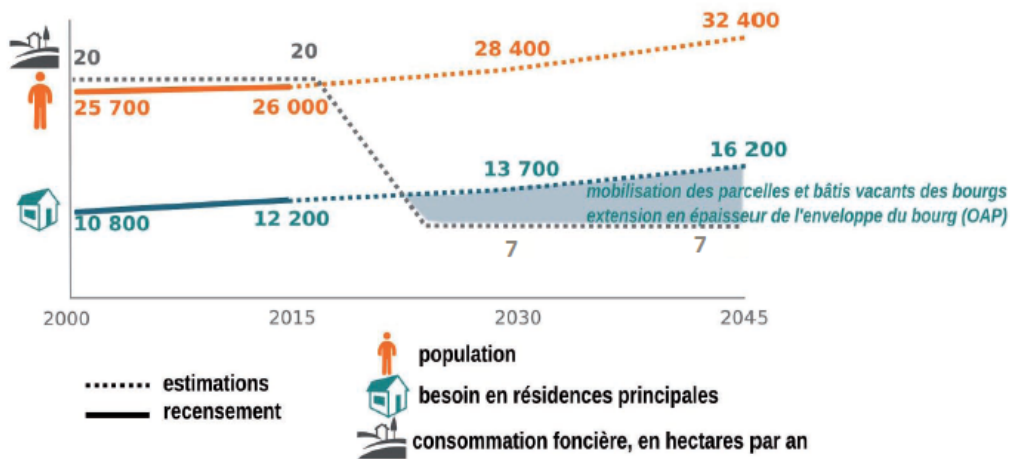 32 400
28 400
20
20
25 700
26 000
16 200
13 700
mobilisation des parcelles et bâtis vacants des bourgs
12 200
10 800
extension en épaisseur de l'enveloppe du bourg (OAP)
7
7
2000
2015
2030
2045
population
estimations
besoin en résidences principales
recensement
consommation foncière, en hectares par an